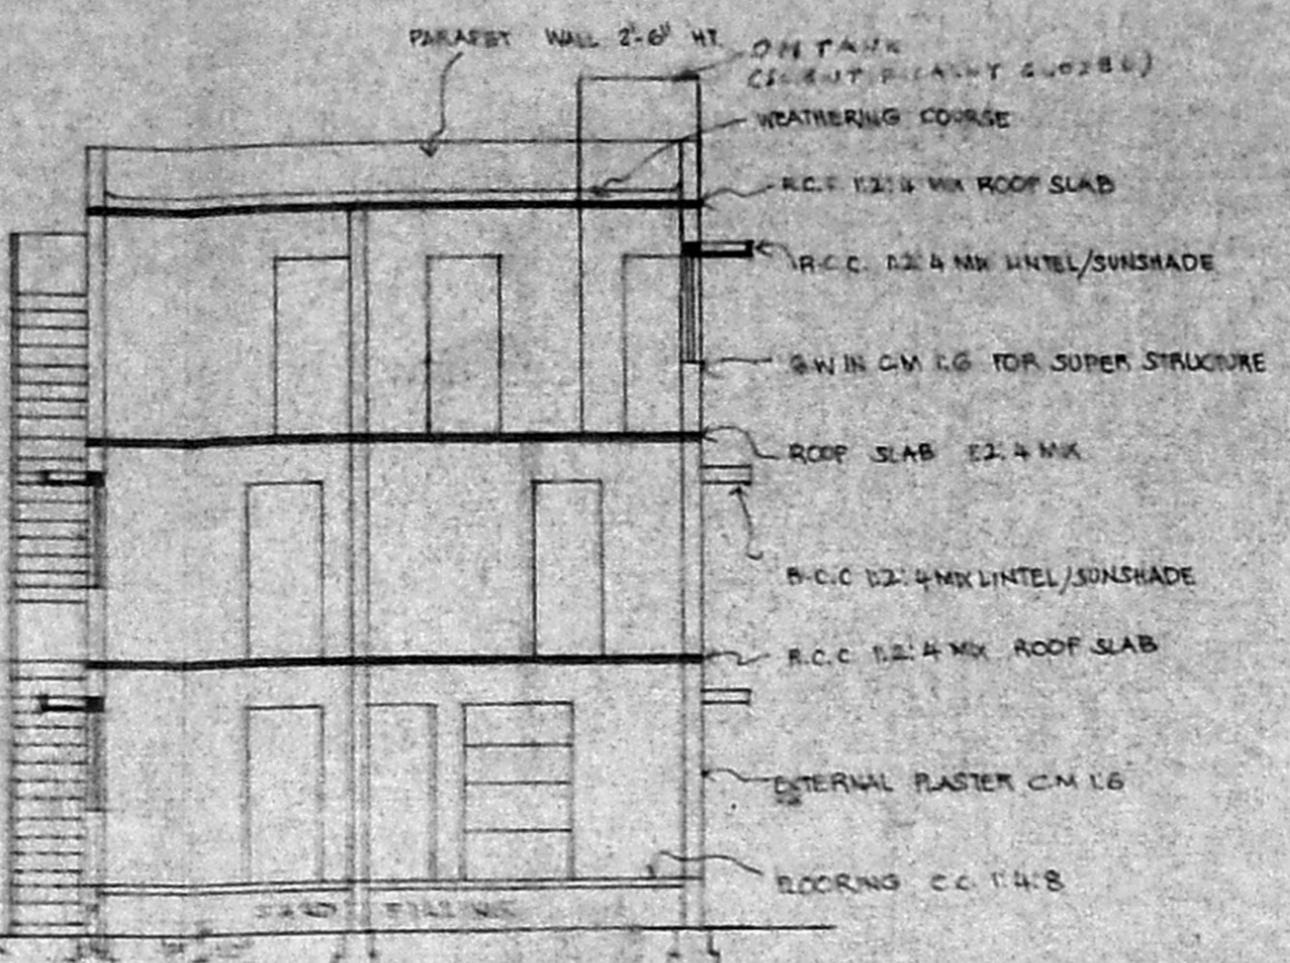 PARAPET WALL 2'-6" HT.
OH TANK
WEATHERING COURSE
R.C.C 1:2:4 MIX ROOF SLAB
R.C.C. 1:2:4 MIX LINTEL/SUNSHADE
B.W IN C.M 1:6 FOR SUPER STRUCTURE
ROOF SLAB 1:2:4 MIX
R.C.C 1:2:4 MIX LINTEL/SUNSHADE
R.C.C 1:2:4 MIX ROOF SLAB
EXTERNAL PLASTER C.M 1:6
FLOORING C.C. 1:4:8
SAND FILLING